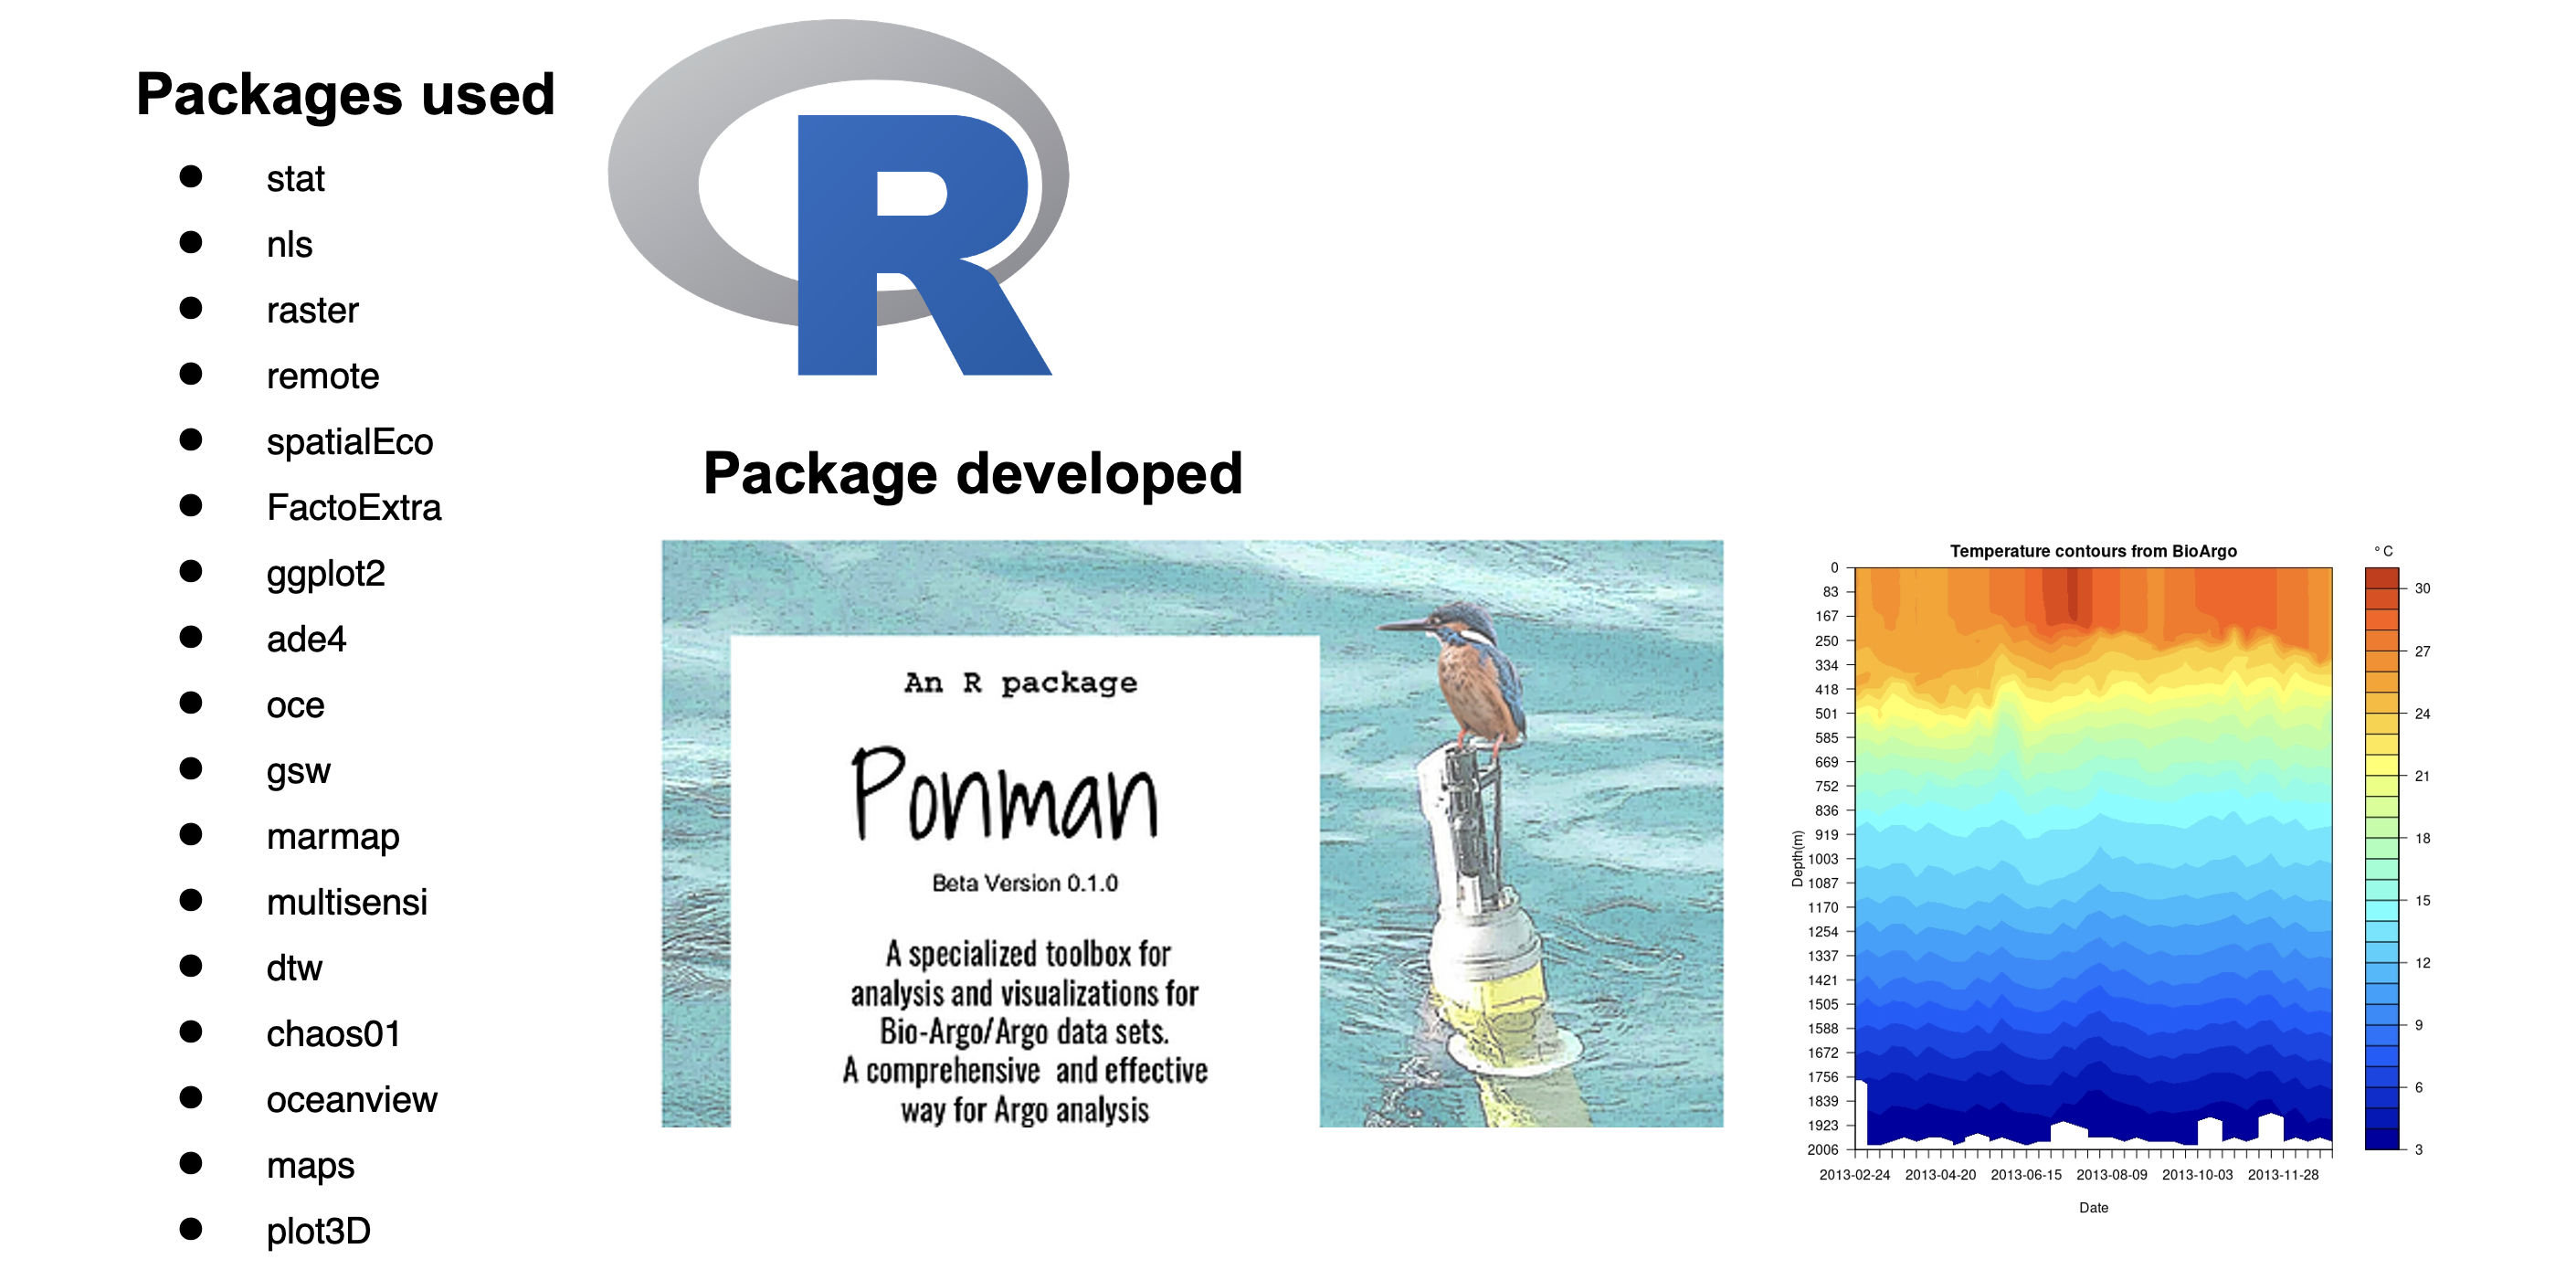 Packages used
stat
nls
raster
remote
spatialEco
FactoExtra
ggplot2
ade4
oce
gsw
marmap
multisensi
dtw
chaos01
oceanview
maps
plot3D
R
Package developed
An R package
Ponman
Beta Version 0.1.0
A specialized toolbox for
analysis and visualizations for
Bio-Argo/Argo data sets.
A comprehensive and effective
way for Argo analysis
Temperature contours from BioArgo
° C
Depth(m)
0
83
167
250
334
418
501
585
669
752
836
919
1003
1087
1170
1254
1337
1421
1505
1588
1672
1756
1839
1923
2006
2013-02-24 2013-04-20 2013-06-15 2013-08-09 2013-10-03 2013-11-28
Date
30
27
24
21
18
15
12
9
6
3